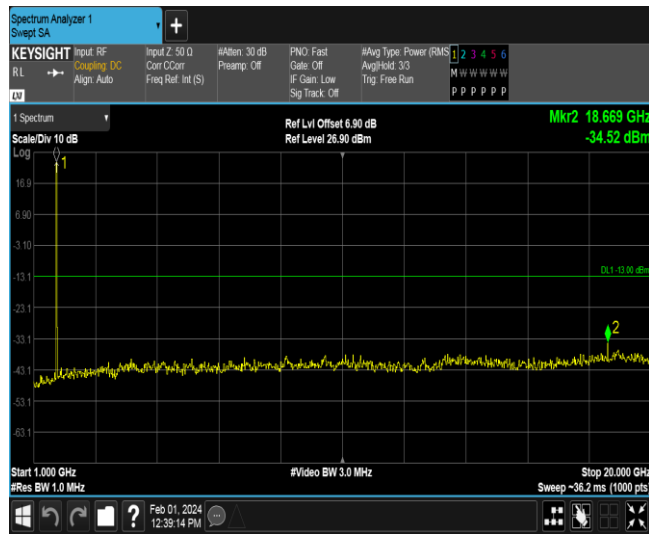 Spectrum Analyzer 1
Swept SA
+
KEYSIGHT
RL
LXI
Input: RF
Coupling: DC
Align: Auto
Input Z: 50 Ω
Corr CCorr
Freq Ref: Int (S)
#Atten: 30 dB
Preamp: Off
PNO: Fast
Gate: Off
IF Gain: Low
Sig Track: Off
#Avg Type: Power (RMS
Avg|Hold: 3/3
Trig: Free Run
1 2 3 4 5 6
M W W W W W
P P P P P P
1 Spectrum
Scale/Div 10 dB
Log
Ref Lvl Offset 6.90 dB
Ref Level 26.90 dBm
Mkr2 18.669 GHz
-34.52 dBm
1
16.9
6.90
-3.10
-13.1
DL1 -13.00 dBm
-23.1
2
-33.1
-43.1
-53.1
-63.1
Start 1.000 GHz
#Res BW 1.0 MHz
#Video BW 3.0 MHz
Stop 20.000 GHz
Sweep ~36.2 ms (1000 pts)
?
Feb 01, 2024
12:39:14 PM